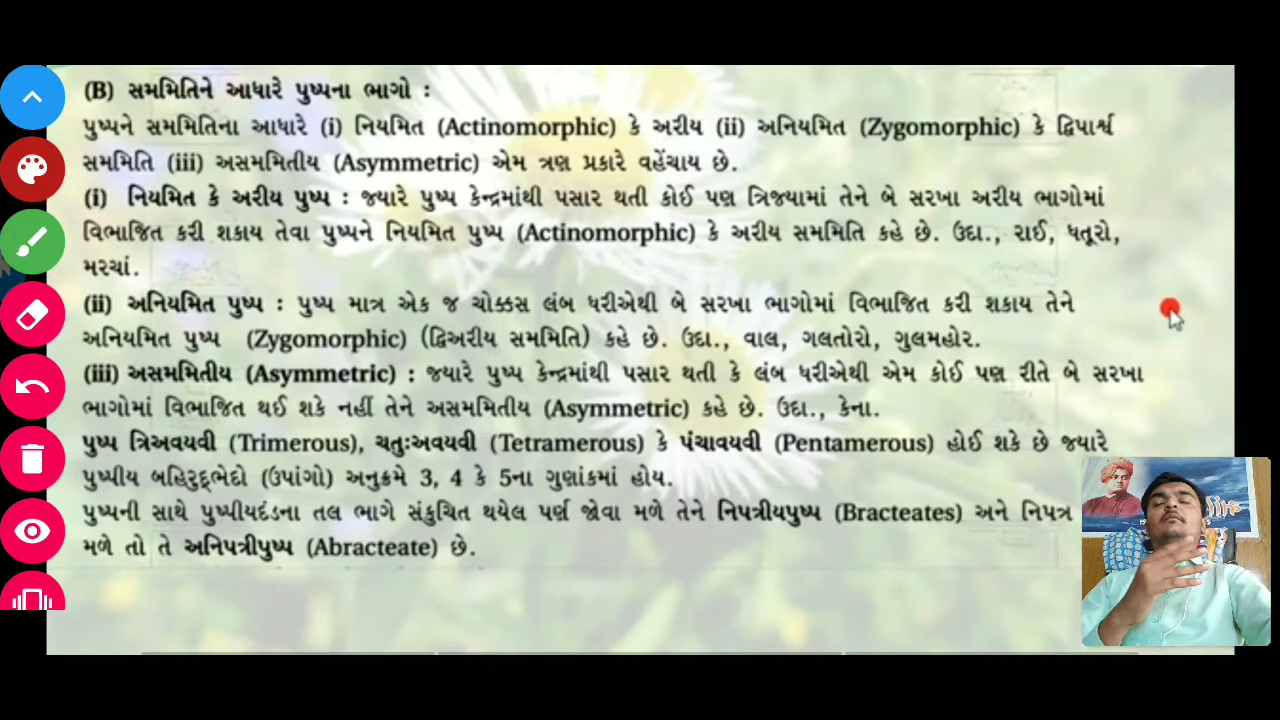 (B) સમમિતિને આધારે પુષ્પના ભાગો :
પુષ્પને સમમિતિના આધારે (i) નિયમિત (Actinomorphic) કે અરીય (ii) અનિયમિત (Zygomorphic) કે દ્વિપાર્શ્વ
સમમિતિ (iii) અસમમિતીય (Asymmetric) એમ ત્રણ પ્રકારે વહેંચાય છે.
(i) નિયમિત કે અરીય પુષ્પ : જ્યારે પુષ્પ કેન્દ્રમાંથી પસાર થતી કોઈ પણ ત્રિજ્યામાં તેને બે સરખા અરીય ભાગોમાં
વિભાજિત કરી શકાય તેવા પુષ્પને નિયમિત પુષ્પ (Actinomorphic) કે અરીય સમમિતિ કહે છે. ઉદા., રાઈ, ધતૂરો,
મરચાં.
(ii) અનિયમિત પુષ્પ : પુષ્પ માત્ર એક જ ચોક્કસ લંબ ધરીએથી બે સરખા ભાગોમાં વિભાજિત કરી શકાય તેને
અનિયમિત પુષ્પ (Zygomorphic) (દ્વિઅરીય સમમિતિ) કહે છે. ઉદા., વાલ, ગલતોરો, ગુલમહોર.
(iii) અસમમિતીય (Asymmetric) : જ્યારે પુષ્પ કેન્દ્રમાંથી પસાર થતી કે લંબ ધરીએથી એમ કોઈ પણ રીતે બે સરખા
ભાગોમાં વિભાજિત થઈ શકે નહીં તેને અસમમિતીય (Asymmetric) કહે છે. ઉદા., કેના.
પુષ્પ ત્રિઅવયવી (Trimerous), ચતુઃઅવયવી (Tetramerous) કે પંચાવયવી (Pentamerous) હોઈ શકે છે જ્યારે
પુષ્પીય બહિરુદ્ભેદો (ઉપાંગો) અનુક્રમે 3, 4 કે 5ના ગુણાંકમાં હોય.
પુષ્પની સાથે પુષ્પીયદંડના તલ ભાગે સંકુચિત થયેલ પર્ણ જોવા મળે તેને નિપત્રીયપુષ્પ (Bracteates) અને નિપત્ર
મળે તો તે અનિપત્રીપુષ્પ (Abracteate) છે.